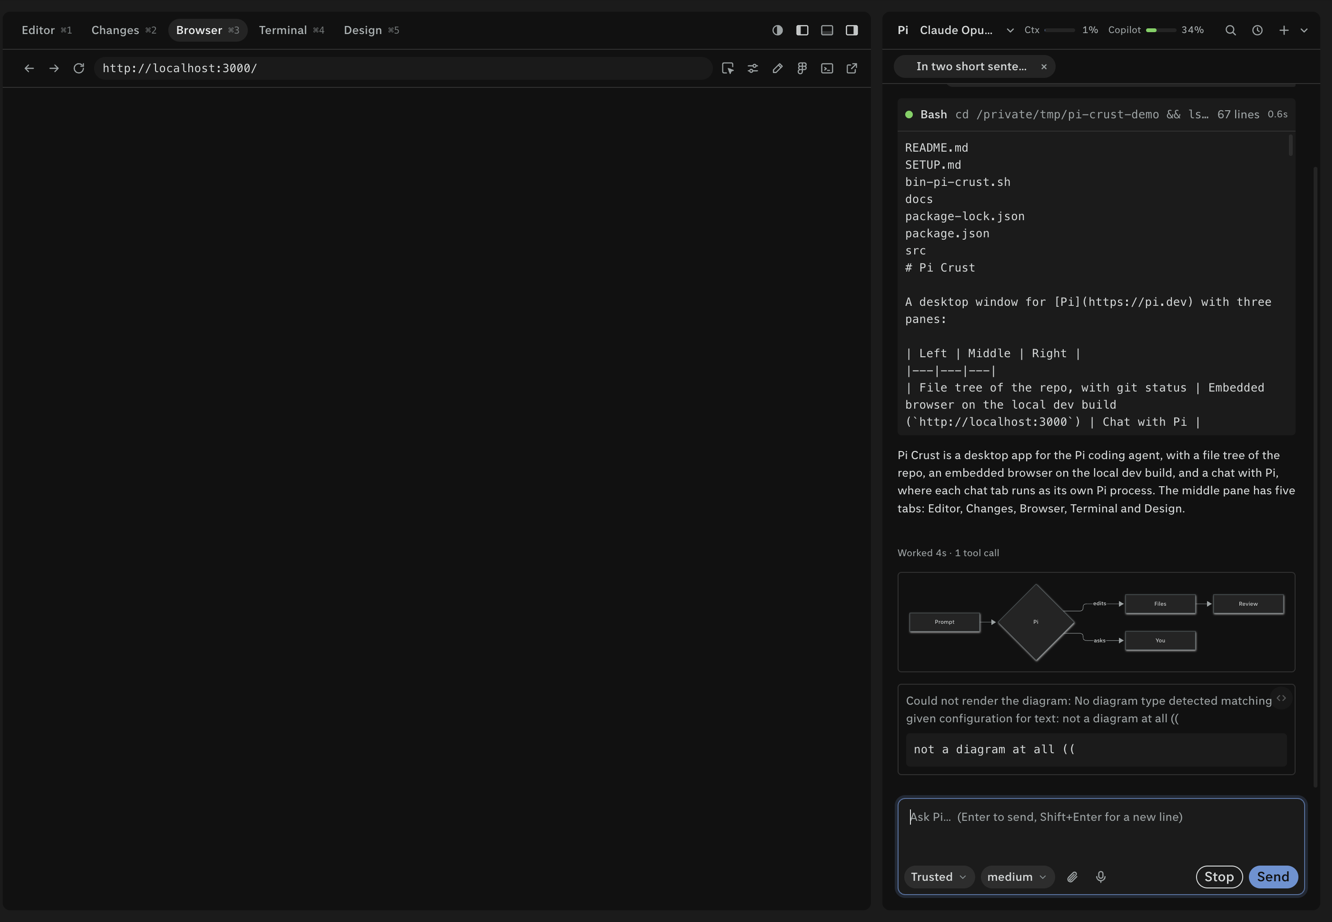 Editor ⌘1 Changes ⌘2 Browser ⌘3 Terminal ⌘4 Design ⌘5
http://localhost:3000/
Pi Claude Opu... Ctx 1% Copilot 34%
In two short sente... ×
Bash cd /private/tmp/pi-crust-demo && ls… 67 lines 0.6s
README.md
SETUP.md
bin-pi-crust.sh
docs
package-lock.json
package.json
src
# Pi Crust
A desktop window for [Pi](https://pi.dev) with three
panes:
| Left | Middle | Right |
|---|---|---|
| File tree of the repo, with git status | Embedded
browser on the local dev build
(`http://localhost:3000`) | Chat with Pi |
Pi Crust is a desktop app for the Pi coding agent, with a file tree of the
repo, an embedded browser on the local dev build, and a chat with Pi,
where each chat tab runs as its own Pi process. The middle pane has five
tabs: Editor, Changes, Browser, Terminal and Design.
Worked 4s · 1 tool call
Prompt
Pi
edits
Files
Review
asks
You
Could not render the diagram: No diagram type detected matching
given configuration for text: not a diagram at all ((
not a diagram at all ((
Ask Pi… (Enter to send, Shift+Enter for a new line)
Trusted medium Stop Send